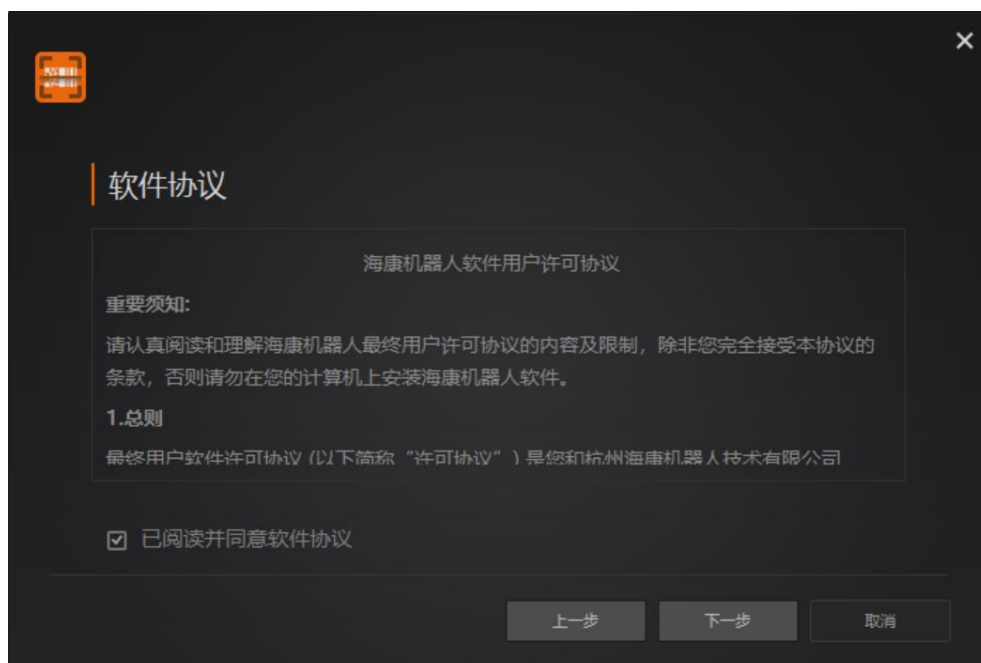 软件协议
海康机器人软件用户许可协议
重要须知:
请认真阅读和理解海康机器人最终用户许可协议的内容及限制，除非您完全接受本协议的
条款，否则请勿在您的计算机上安装海康机器人软件。
1.总则
最终用户软件许可协议 (以下简称“许可协议”) 是您和杭州海康机器人技术有限公司
已阅读并同意软件协议
上一步
下一步
取消